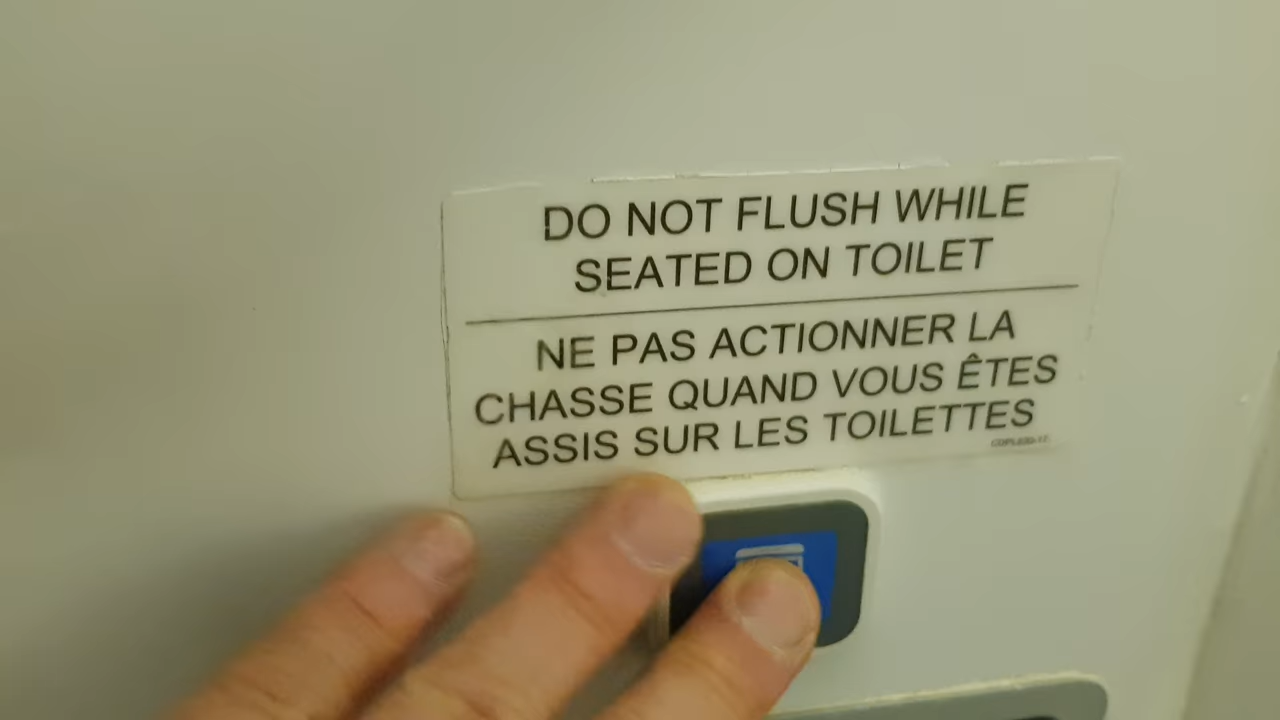 DO NOT FLUSH WHILE
SEATED ON TOILET
NE PAS ACTIONNER LA
CHASSE QUAND VOUS ÊTES
ASSIS SUR LES TOILETTES